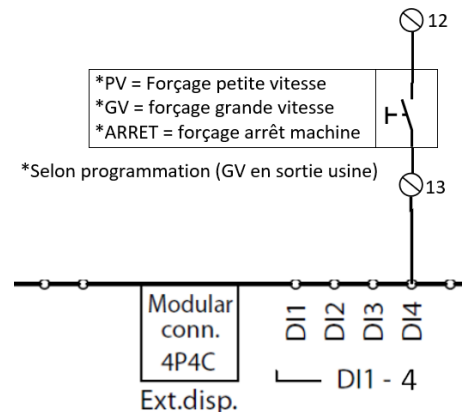 12
*PV = Forçage petite vitesse
*GV = forçage grande vitesse
*ARRET = forçage arrêt machine
*Selon programmation (GV en sortie usine)
13
Modular
conn.
4P4C
Ext.disp.
DI1
DI2
DI3
DI4
DI1 - 4